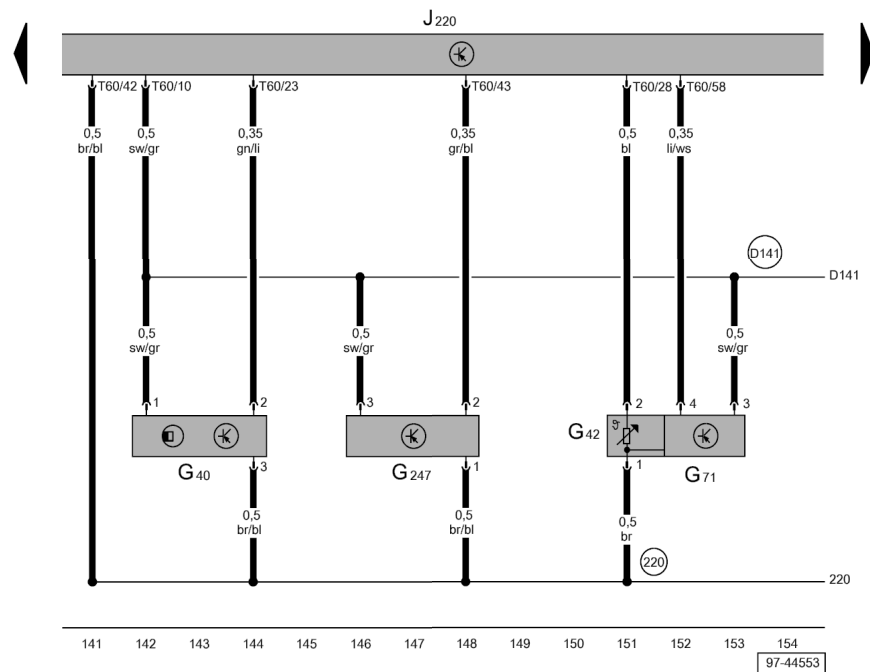 J220
T60/42 T60/10 T60/23 T60/43 T60/28 T60/58
0,5 0,5 0,35 0,35 0,5 0,35
br/bl sw/gr gn/li gr/bl bl li/ws
D141
D141
0,5 0,5 0,5
sw/gr sw/gr sw/gr
1 2 3 2 2 4 3
G42
G40 G247 G71
3 1 1
0,5 0,5 0,5
br/bl br/bl br
220
220
141 142 143 144 145 146 147 148 149 150 151 152 153 154
97-44553